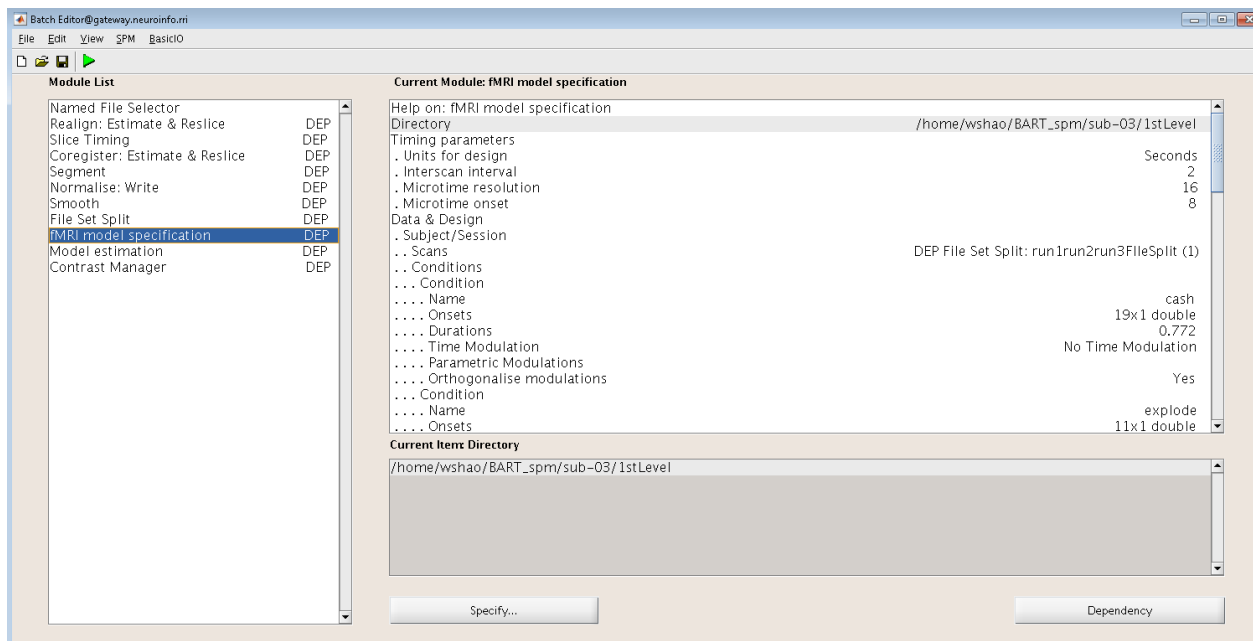 Batch Editor@gateway.neuroinfo.rri
File Edit View SPM BasicIO
Module List
Named File Selector
Realign: Estimate & Reslice DEP
Slice Timing DEP
Coregister: Estimate & Reslice DEP
Segment DEP
Normalise: Write DEP
Smooth DEP
File Set Split DEP
fMRI model specification DEP
Model estimation DEP
Contrast Manager DEP
Current Module: fMRI model specification
Help on: fMRI model specification
Directory /home/wshao/BART_spm/sub-03/1stLevel
Timing parameters
. Units for design Seconds
. Interscan interval 2
. Microtime resolution 16
. Microtime onset 8
Data & Design
. Subject/Session
. . Scans DEP File Set Split: run1run2run3FIleSplit (1)
. . Conditions
. . . Condition
. . . . Name cash
. . . . Onsets 19x1 double
. . . . Durations 0.772
. . . . Time Modulation No Time Modulation
. . . . Parametric Modulations
. . . . Orthogonalise modulations Yes
. . . Condition
. . . . Name explode
. . . . Onsets 11x1 double
Current Item: Directory
/home/wshao/BART_spm/sub-03/1stLevel
Specify...
Dependency